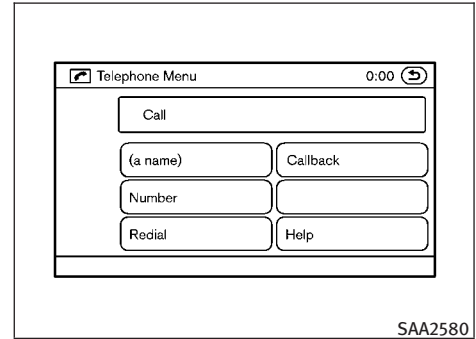 Telephone Menu 0:00
Call
(a name) Callback
Number
Redial Help
SAA2580